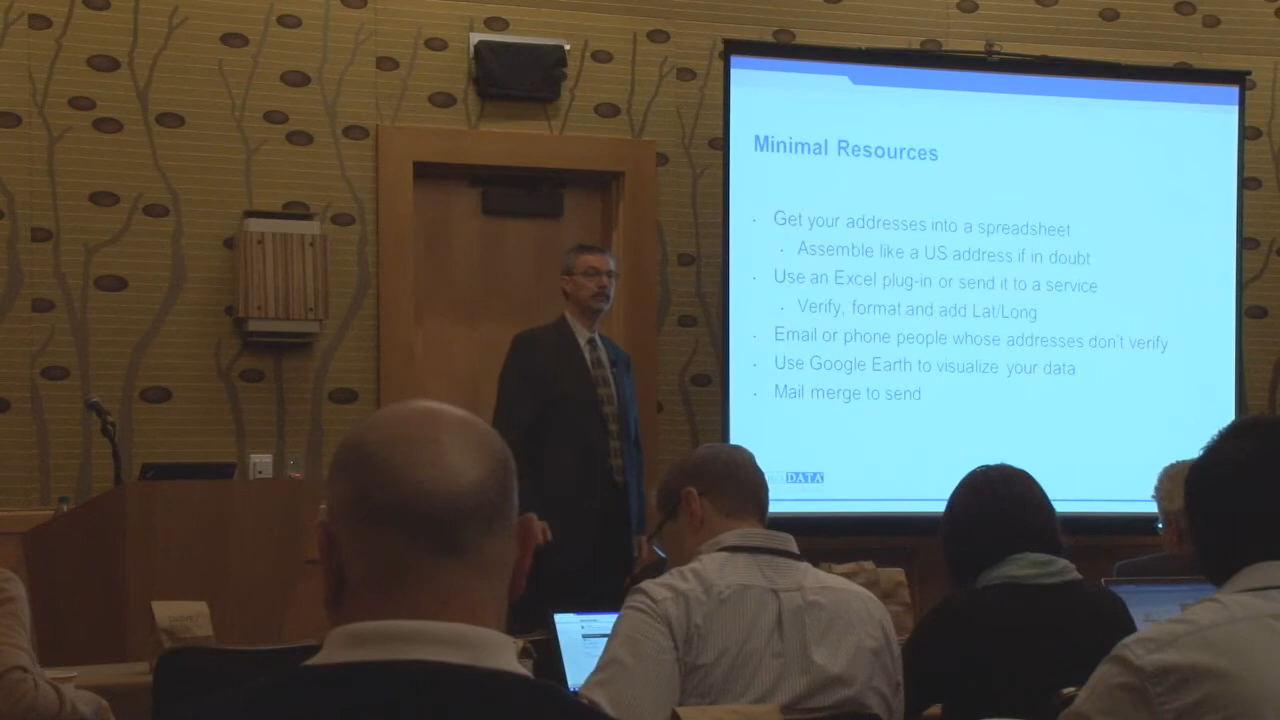 Minimal Resources
Get your addresses into a spreadsheet
Assemble like a US address if in doubt
Use an Excel plug-in or send it to a service
Verify, format and add Lat/Long
Email or phone people whose addresses don't verify
Use Google Earth to visualize your data
Mail merge to send
DATA